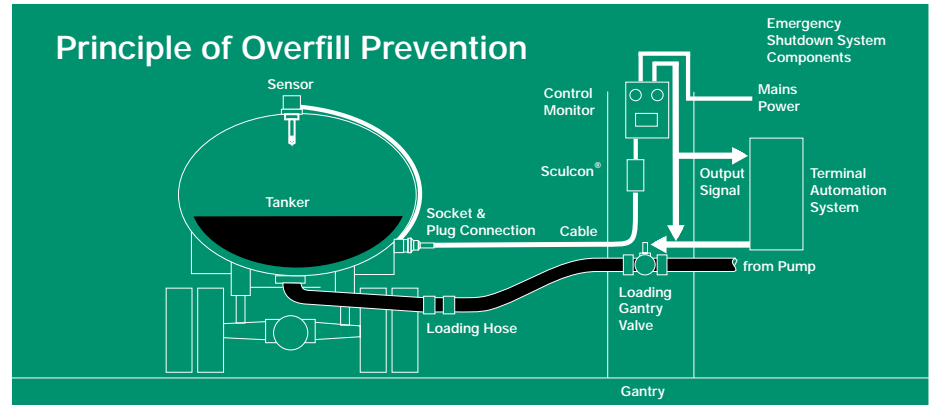 Principle of Overfill Prevention
Emergency
Shutdown System
Components
Sensor
Control
Monitor
Mains
Power
Sculcon®
Output
Signal
Terminal
Automation
System
Tanker
Socket &
Plug Connection
Cable
from Pump
Loading Hose
Loading
Gantry
Valve
Gantry